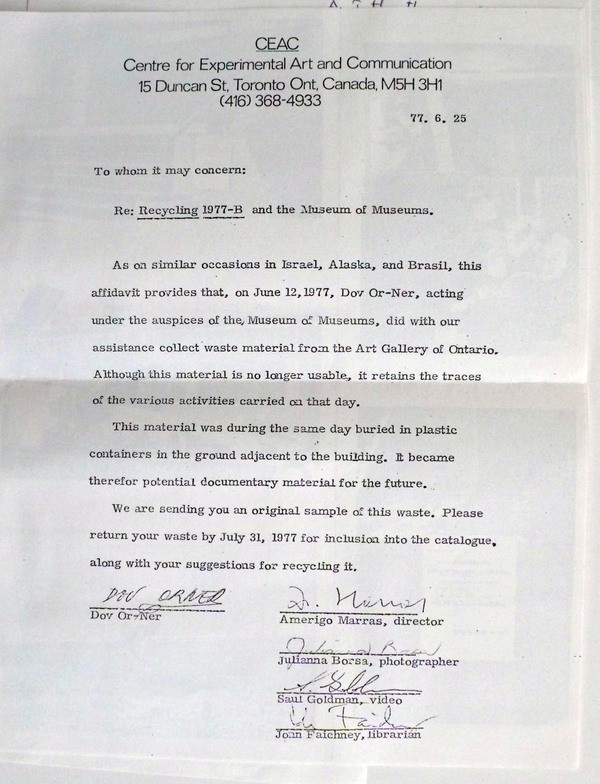 CEAC
Centre for Experimental Art and Communication
15 Duncan St, Toronto Ont, Canada, M5H 3H1
(416) 368-4933
77. 6. 25
To whom it may concern:
Re: Recycling 1977-B and the Museum of Museums.
As on similar occasions in Israel, Alaska, and Brasil, this
affidavit provides that, on June 12,1977, Dov Or-Ner, acting
under the auspices of the, Museum of Museums, did with our
assistance collect waste material from the Art Gallery of Ontario.
Although this material is no longer usable, it retains the traces
of the various activities carried on that day.
This material was during the same day buried in plastic
containers in the ground adjacent to the building. It became
therefor potential documentary material for the future.
We are sending you an original sample of this waste. Please
return your waste by July 31, 1977 for inclusion into the catalogue,
along with your suggestions for recycling it.
DOV ORNER
Dov Or-Ner
Amerigo Marras, director
Julianna Borsa, photographer
Saul Goldman, video
Joan Faichney, librarian